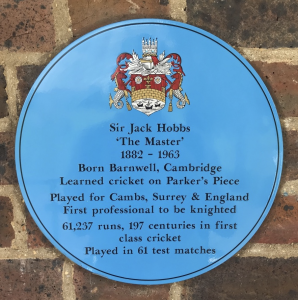 Sir Jack Hobbs
'The Master'
1882 - 1963
Born Barnwell, Cambridge
Learned cricket on Parker's Piece
Played for Cambs, Surrey & England
First professional to be knighted
61,237 runs, 197 centuries in first
class cricket
Played in 61 test matches